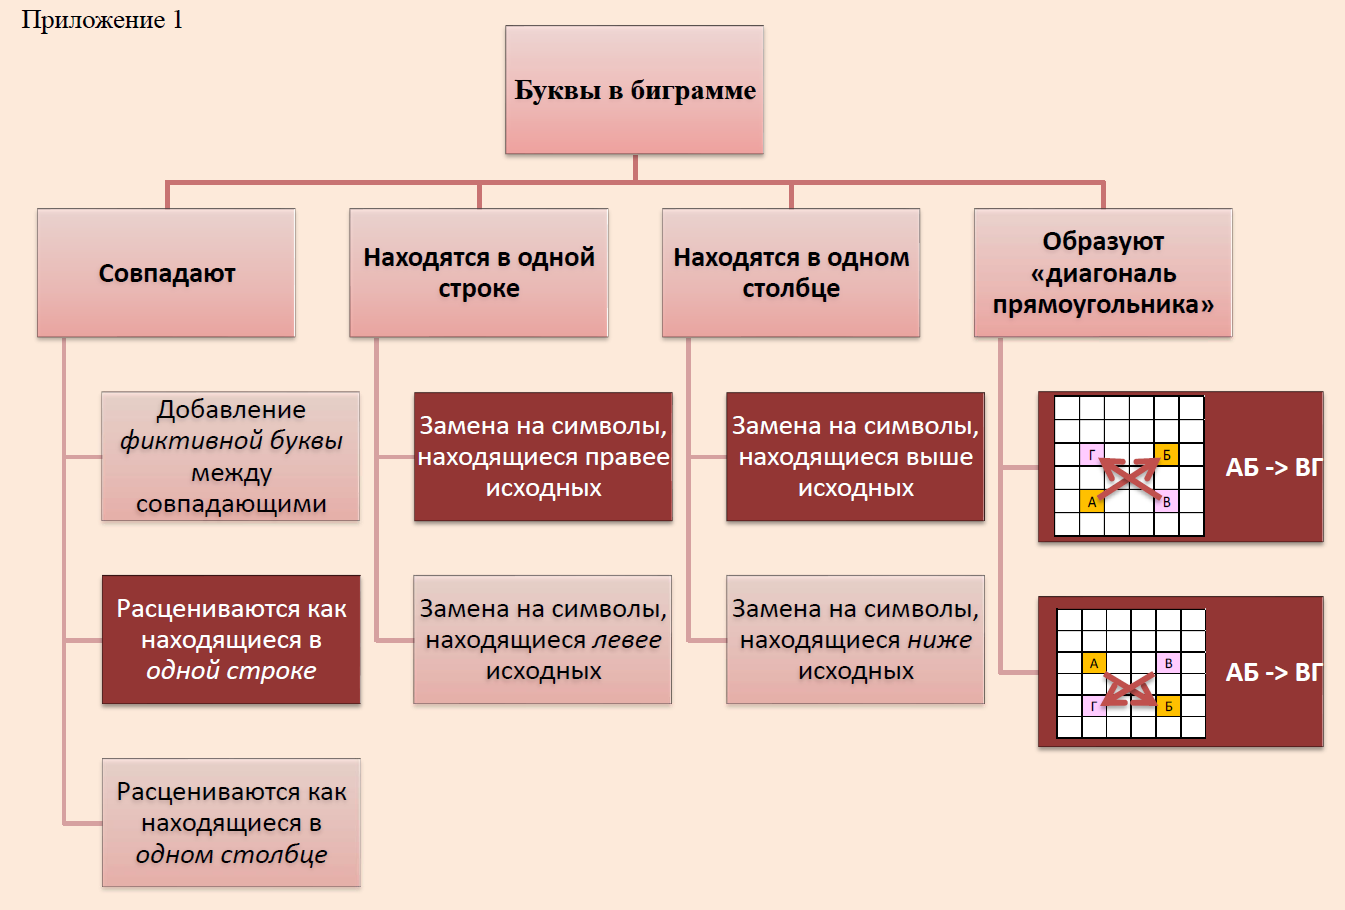 Приложение 1
Буквы в биграмме
Совпадают
Находятся в одной
строке
Находятся в одном
столбце
Образуют
«диагональ
прямоугольника»
Добавление
фиктивной буквы
между
совпадающими
Расцениваются как
находящиеся в
одной строке
Расцениваются как
находящиеся в
одном столбце
Замена на символы,
находящиеся правее
исходных
Замена на символы,
находящиеся левее
исходных
Замена на символы,
находящиеся выше
исходных
Замена на символы,
находящиеся ниже
исходных
Г Б
А В
АБ -> ВГ
А В
Г Б
АБ -> ВГ